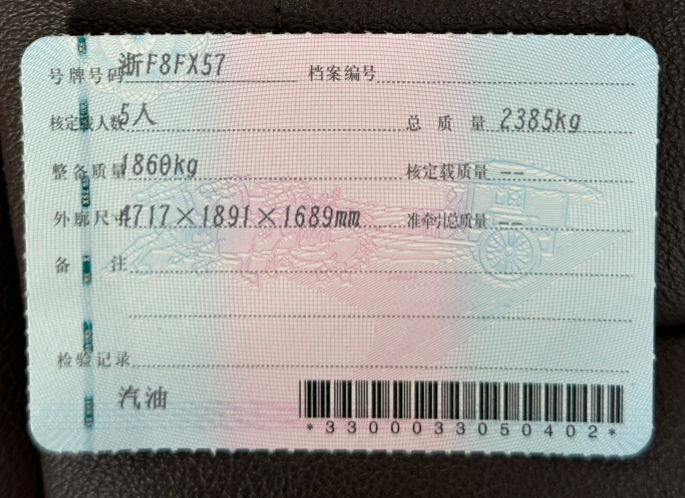 号牌号码 浙F8FX57 档案编号
核定载人数 5人 总质量 2385kg
整备质量 1860kg 核定载质量 --
外廓尺寸 4717×1891×1689mm 准牵引总质量 --
备注
检验记录
汽油
*3300033050402*